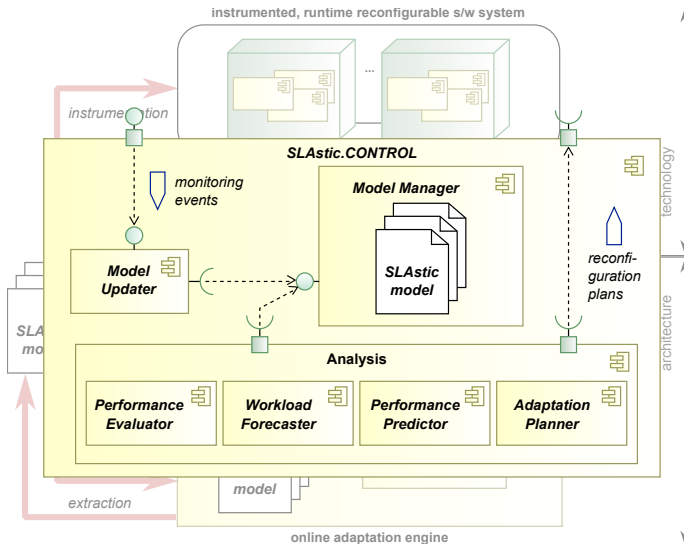 instrumented, runtime reconfigurable s/w system
...
instrumentation
SLAstic.CONTROL
monitoring
events
Model Manager
technology
SLAstic
model
reconfi-
guration
plans
Model
Updater
architecture
Analysis
Performance
Evaluator
Workload
Forecaster
Performance
Predictor
Adaptation
Planner
model
extraction
online adaptation engine